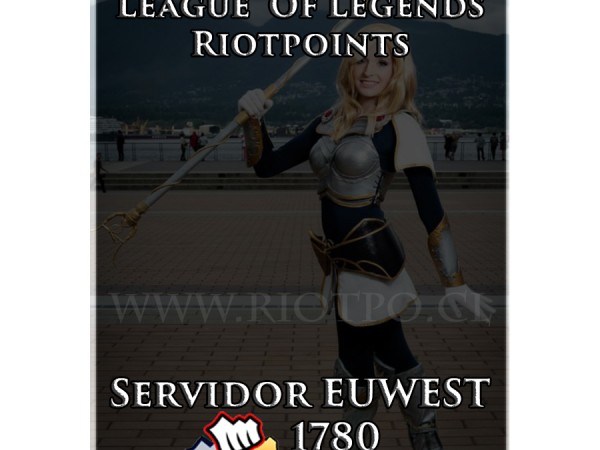 League Of Legends
Riotpoints
www.riotpo.cl
Servidor EUWEST
1780